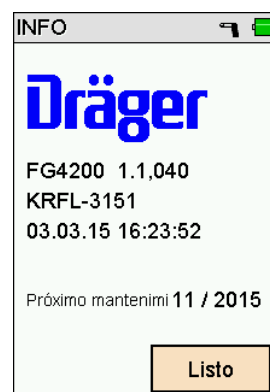 INFO
Dräger
FG4200 1.1,040
KRFL-3151
03.03.15 16:23:52
Próximo mantenimi 11 / 2015
Listo